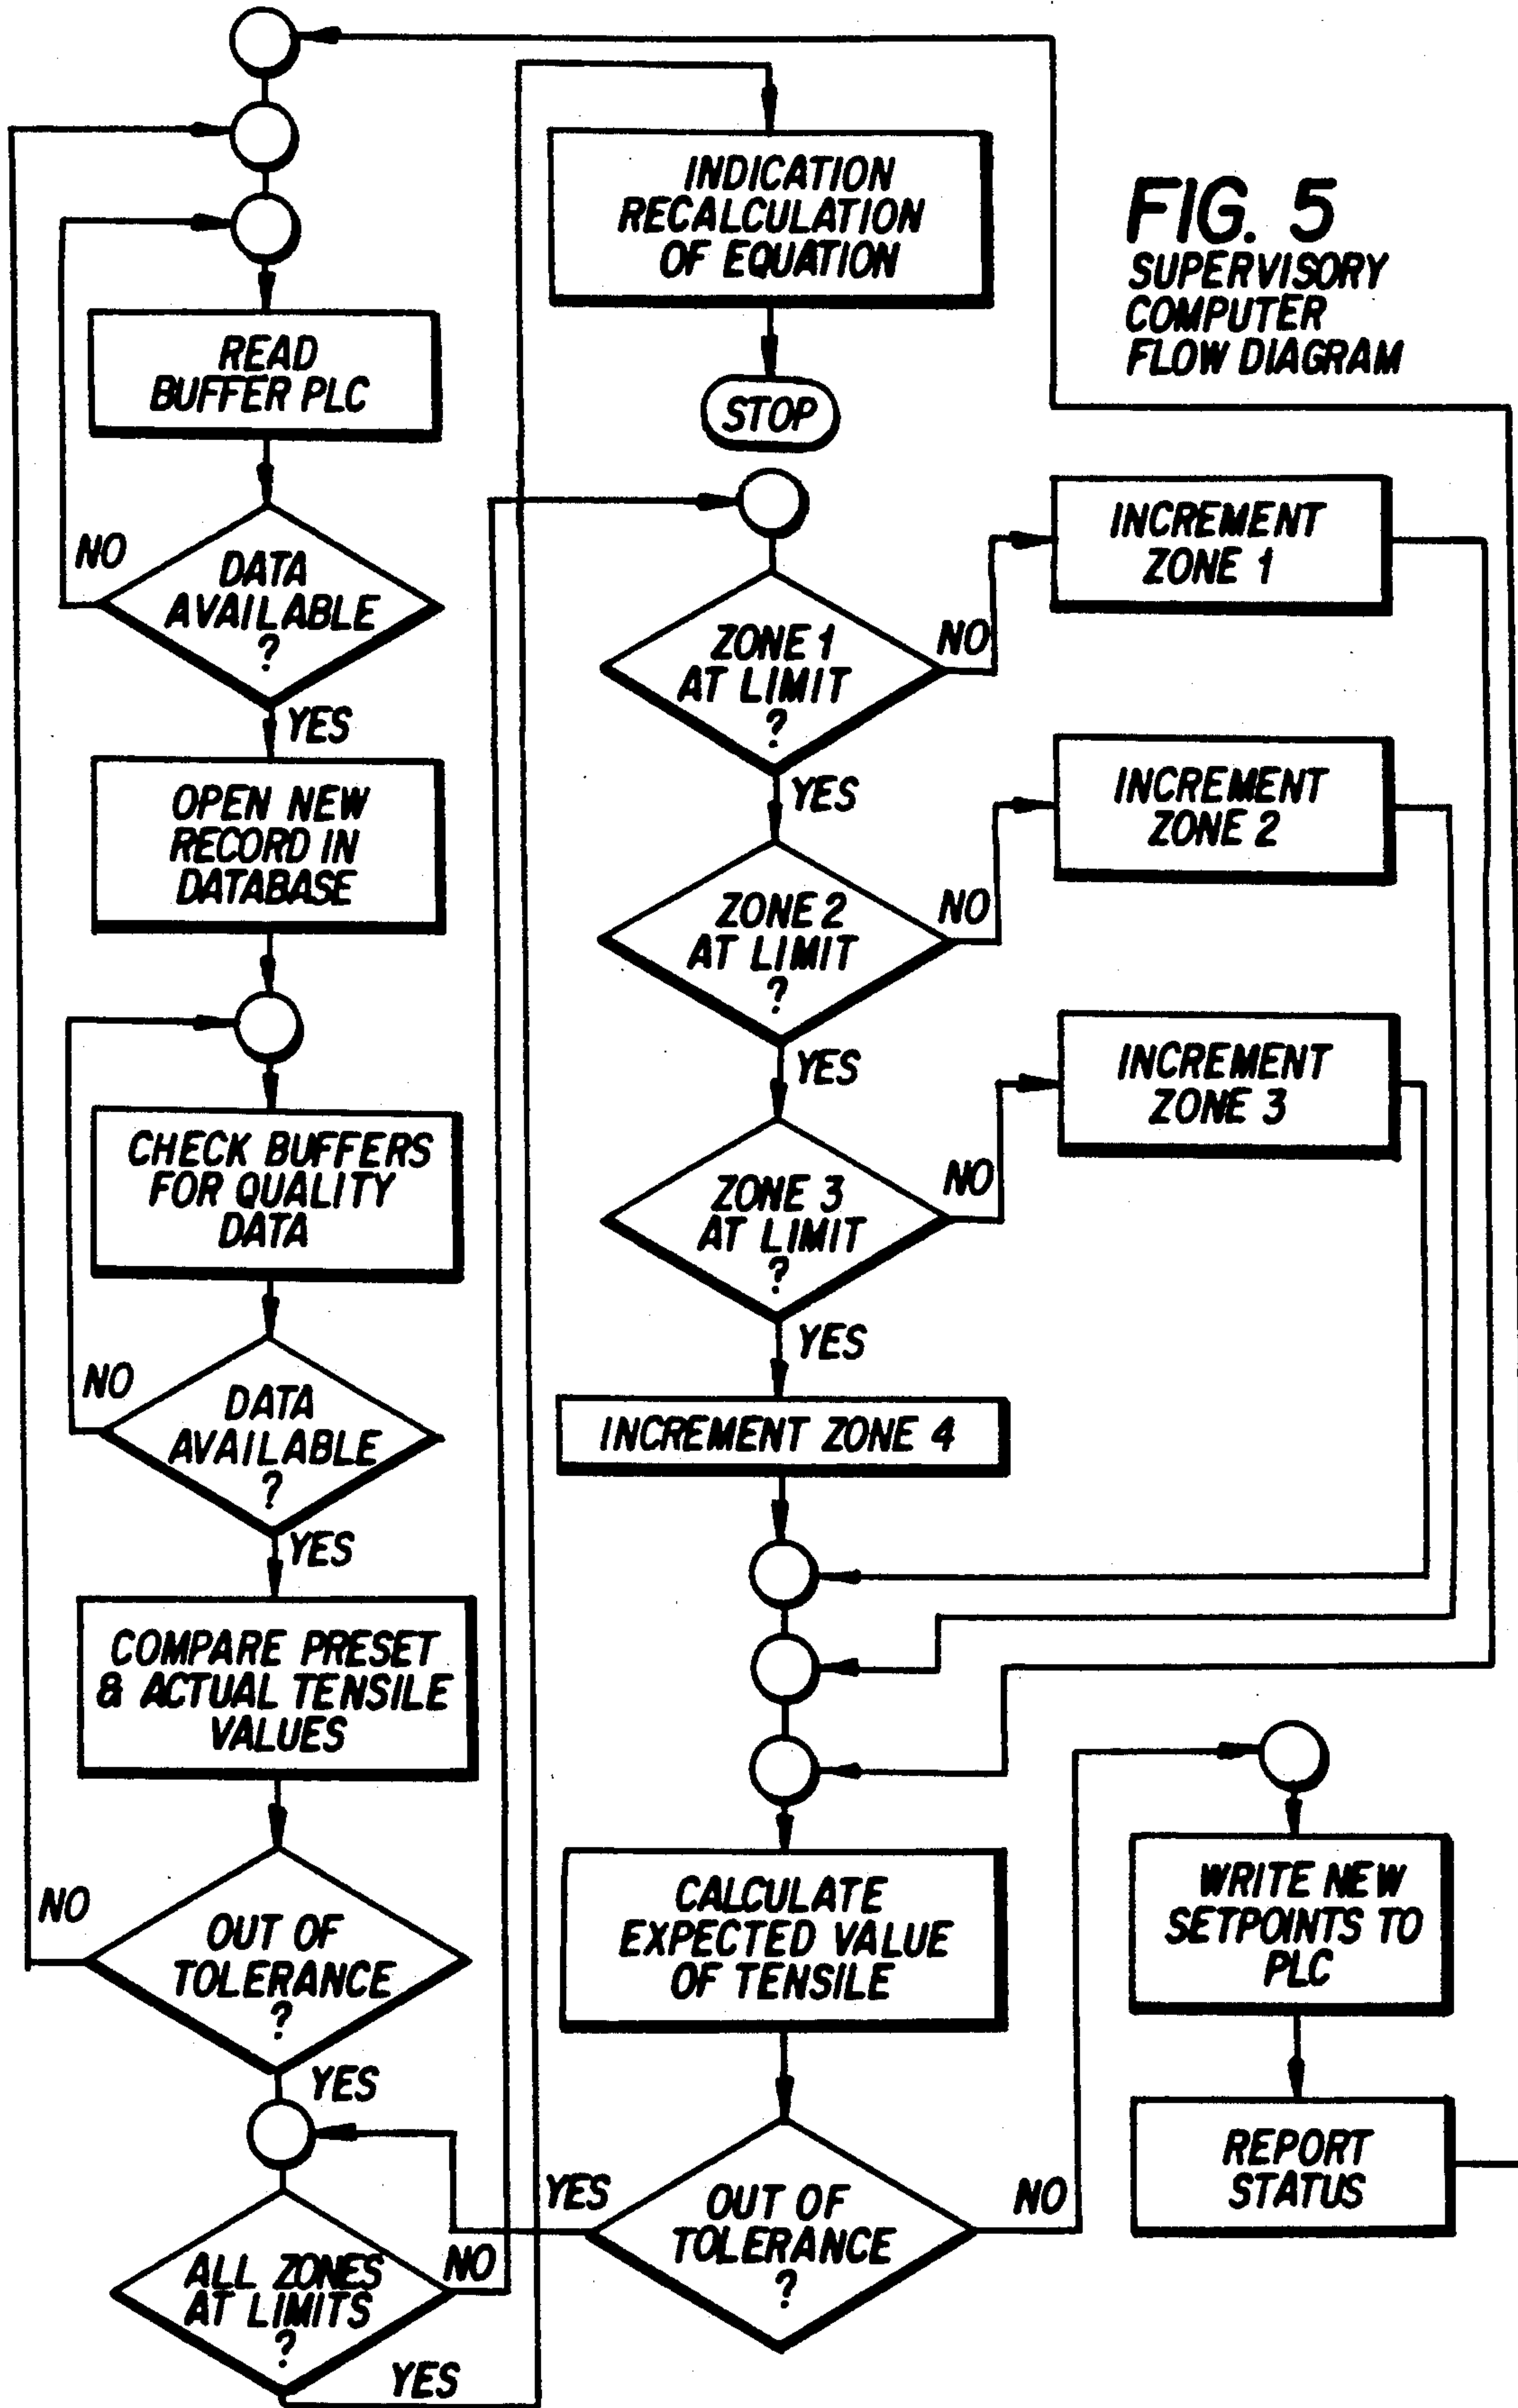 FIG. 5
SUPERVISORY
COMPUTER
FLOW DIAGRAM
READ
BUFFER PLC
DATA
AVAILABLE
?
NO
YES
OPEN NEW
RECORD IN
DATABASE
CHECK BUFFERS
FOR QUALITY
DATA
DATA
AVAILABLE
?
NO
YES
COMPARE PRESET
& ACTUAL TENSILE
VALUES
OUT OF
TOLERANCE
?
NO
YES
ALL ZONES
AT LIMITS
?
NO
YES
INDICATION
RECALCULATION
OF EQUATION
STOP
ZONE 1
AT LIMIT
?
NO
INCREMENT
ZONE 1
YES
ZONE 2
AT LIMIT
?
NO
INCREMENT
ZONE 2
YES
ZONE 3
AT LIMIT
?
NO
INCREMENT
ZONE 3
YES
INCREMENT ZONE 4
CALCULATE
EXPECTED VALUE
OF TENSILE
OUT OF
TOLERANCE
?
YES
NO
WRITE NEW
SETPOINTS TO
PLC
REPORT
STATUS